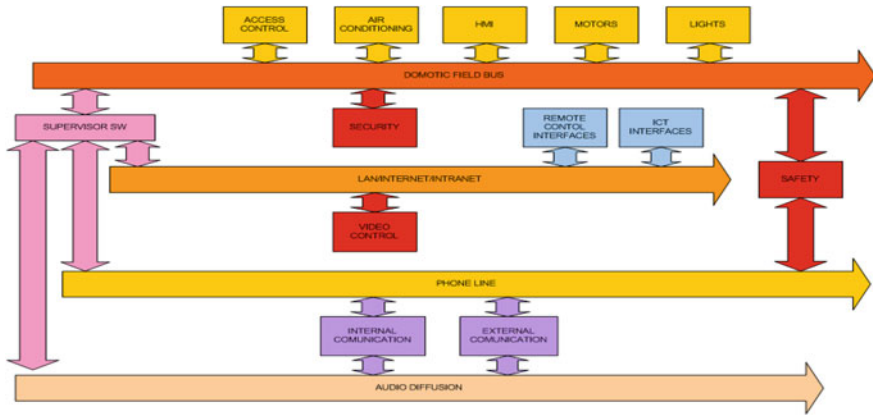 ACCESS
CONTROL
AIR
CONDITIONING
HMI
MOTORS
LIGHTS
DOMOTIC FIELD BUS
SUPERVISOR SW
SECURITY
REMOTE
CONTOL
INTERFACES
ICT
INTERFACES
LAN/INTERNET/INTRANET
SAFETY
VIDEO
CONTROL
PHONE LINE
INTERNAL
COMUNICATION
EXTERNAL
COMUNICATION
AUDIO DIFFUSION